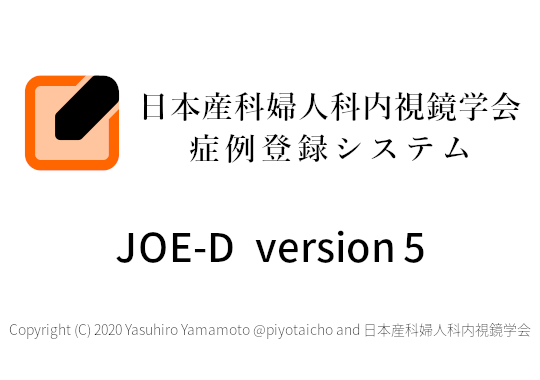 日本産科婦人科内視鏡学会
症例登録システム
JOE-D version 5
Copyright (C) 2020 Yasuhiro Yamamoto @piyotaicho and 日本産科婦人科内視鏡学会